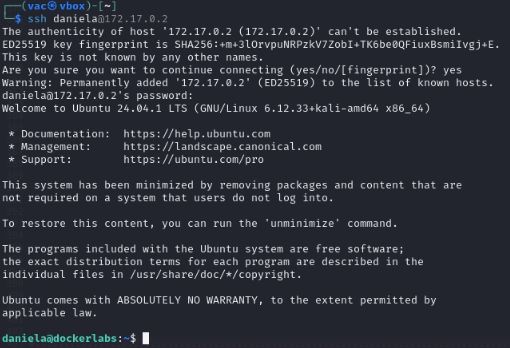 ┌──(vac㉿vbox)-[~]
└─$ ssh daniela@172.17.0.2
The authenticity of host '172.17.0.2 (172.17.0.2)' can't be established.
ED25519 key fingerprint is SHA256:+m+3lOrvpuNRPzkV7ZobI+TK6be0QFiuxBsmiIvgj+E.
This key is not known by any other names.
Are you sure you want to continue connecting (yes/no/[fingerprint])? yes
Warning: Permanently added '172.17.0.2' (ED25519) to the list of known hosts.
daniela@172.17.0.2's password:
Welcome to Ubuntu 24.04.1 LTS (GNU/Linux 6.12.33+kali-amd64 x86_64)
* Documentation:  https://help.ubuntu.com
* Management:     https://landscape.canonical.com
* Support:        https://ubuntu.com/pro
This system has been minimized by removing packages and content that are
not required on a system that users do not log into.
To restore this content, you can run the 'unminimize' command.
The programs included with the Ubuntu system are free software;
the exact distribution terms for each program are described in the
individual files in /usr/share/doc/*/copyright.
Ubuntu comes with ABSOLUTELY NO WARRANTY, to the extent permitted by
applicable law.
daniela@dockerlabs:~$